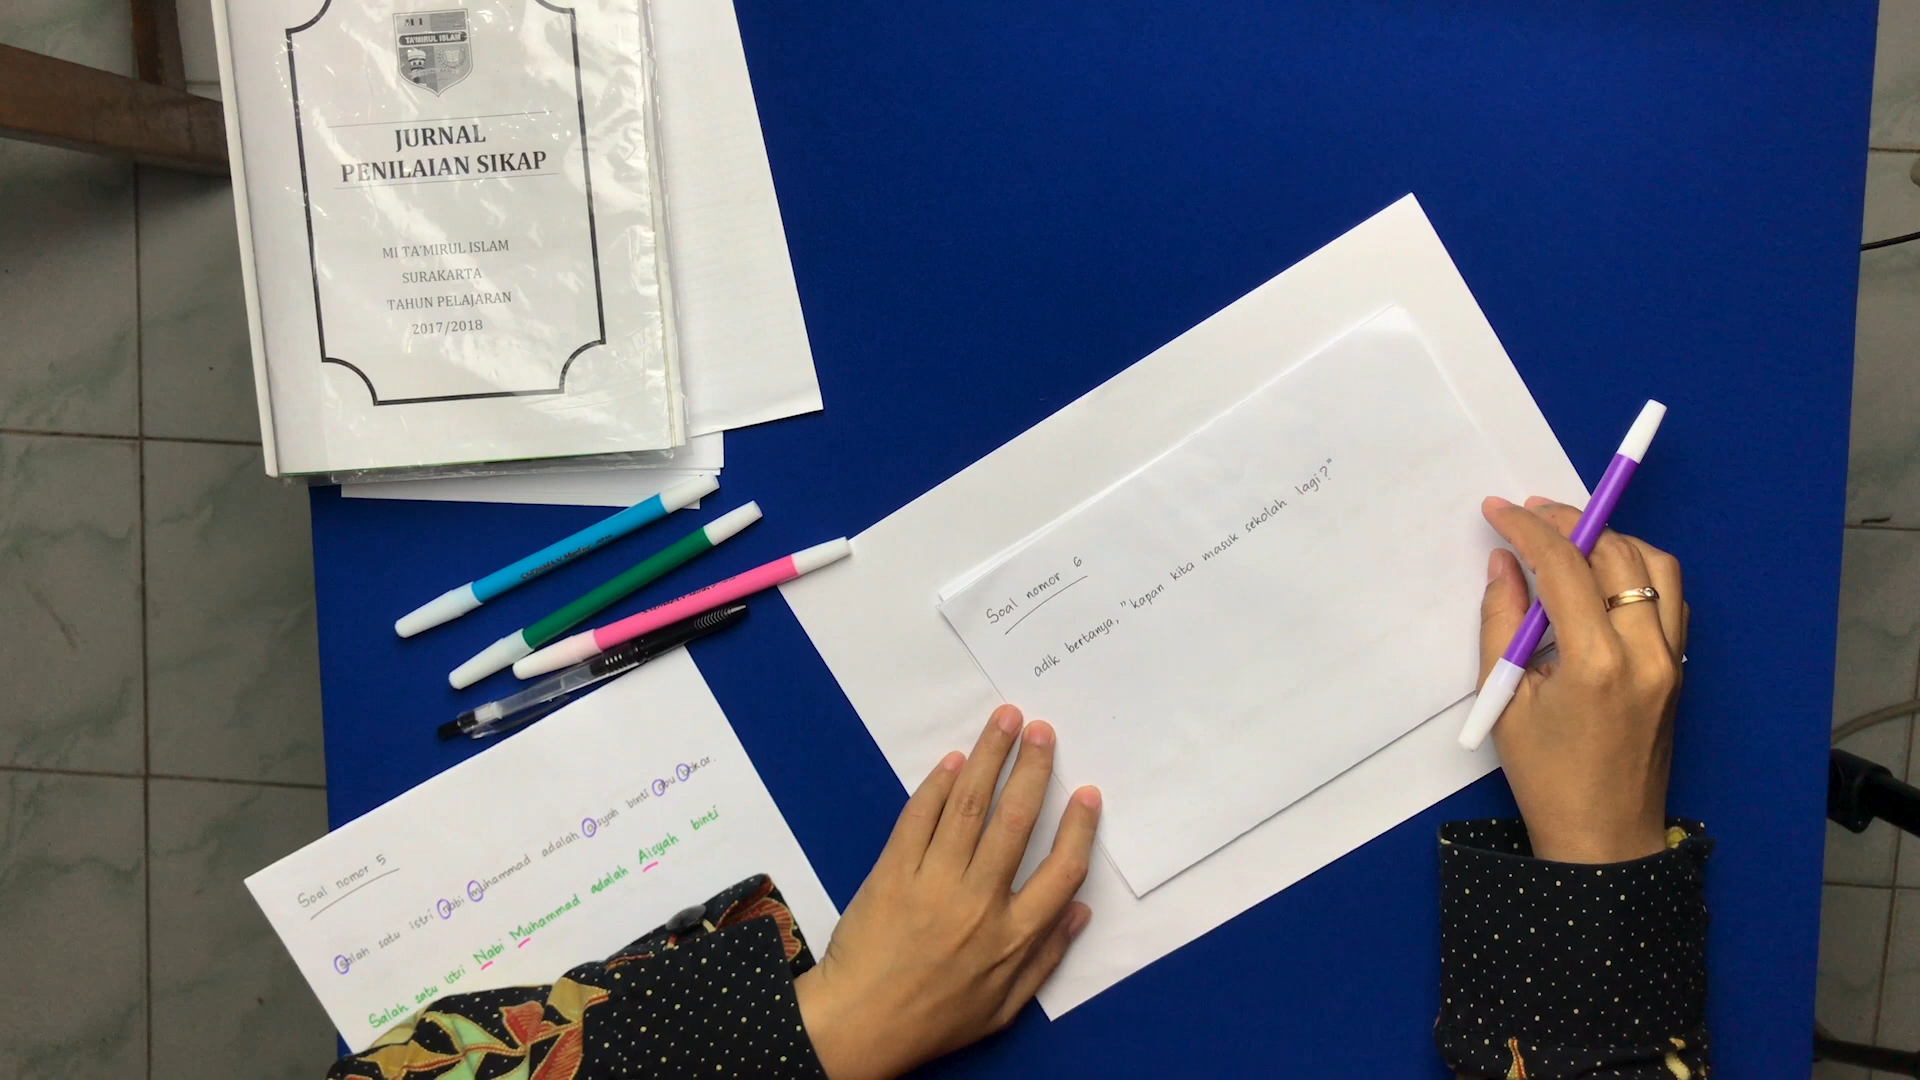 MI
TA'MIRUL ISLAM
JURNAL
PENILAIAN SIKAP
MI TA'MIRUL ISLAM
SURAKARTA
TAHUN PELAJARAN
2017/2018
Soal nomor 6
adik bertanya, "kapan kita masuk sekolah lagi?"
Soal nomor 5
salah satu istri nabi muhammad adalah aisyah binti abu bakar.
Salah satu istri Nabi Muhammad adalah Aisyah binti